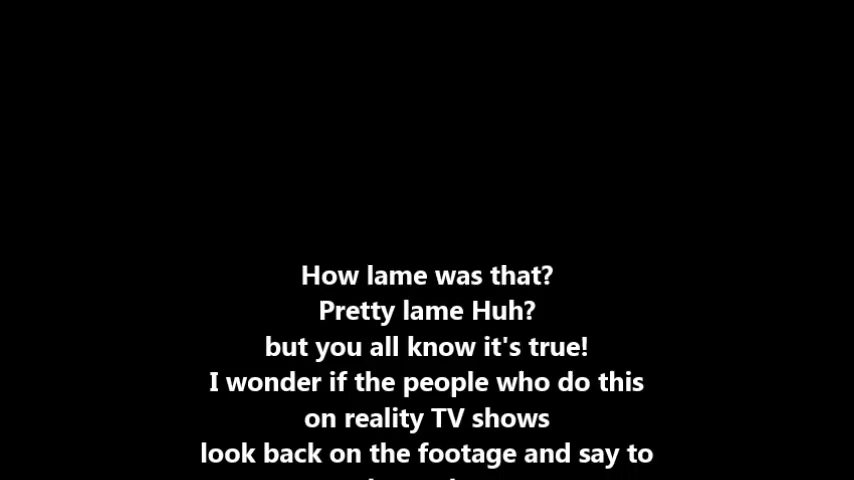 How lame was that?
Pretty lame Huh?
but you all know it's true!
I wonder if the people who do this
on reality TV shows
look back on the footage and say to